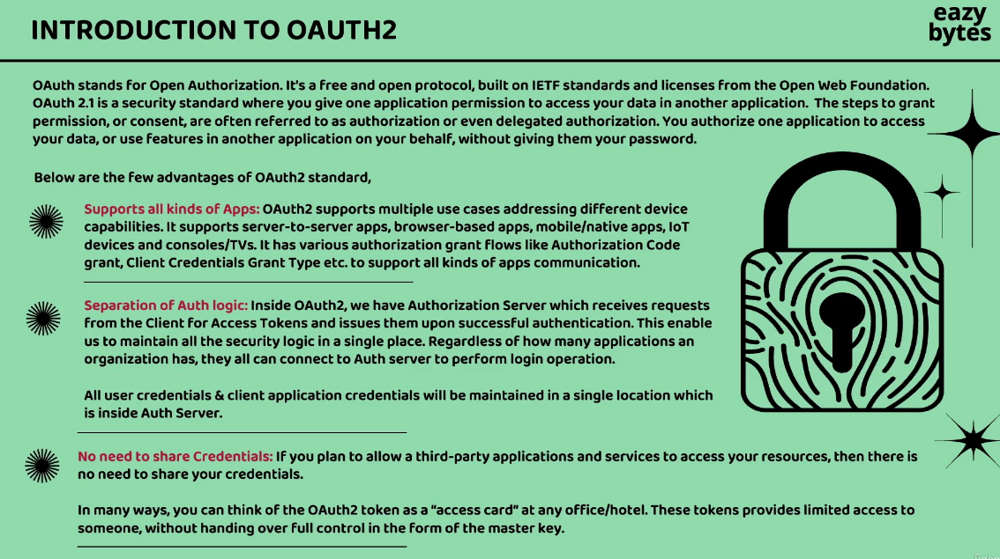 INTRODUCTION TO OAUTH2
eazy
bytes
OAuth stands for Open Authorization. It's a free and open protocol, built on IETF standards and licenses from the Open Web Foundation.
OAuth 2.1 is a security standard where you give one application permission to access your data in another application. The steps to grant
permission, or consent, are often referred to as authorization or even delegated authorization. You authorize one application to access
your data, or use features in another application on your behalf, without giving them your password.
Below are the few advantages of OAuth2 standard,
Supports all kinds of Apps: OAuth2 supports multiple use cases addressing different device
capabilities. It supports server-to-server apps, browser-based apps, mobile/native apps, IoT
devices and consoles/TVs. It has various authorization grant flows like Authorization Code
grant, Client Credentials Grant Type etc. to support all kinds of apps communication.
Separation of Auth logic: Inside OAuth2, we have Authorization Server which receives requests
from the Client for Access Tokens and issues them upon successful authentication. This enable
us to maintain all the security logic in a single place. Regardless of how many applications an
organization has, they all can connect to Auth server to perform login operation.
All user credentials & client application credentials will be maintained in a single location which
is inside Auth Server.
No need to share Credentials: If you plan to allow a third-party applications and services to access your resources, then there is
no need to share your credentials.
In many ways, you can think of the OAuth2 token as a "access card" at any office/hotel. These tokens provides limited access to
someone, without handing over full control in the form of the master key.